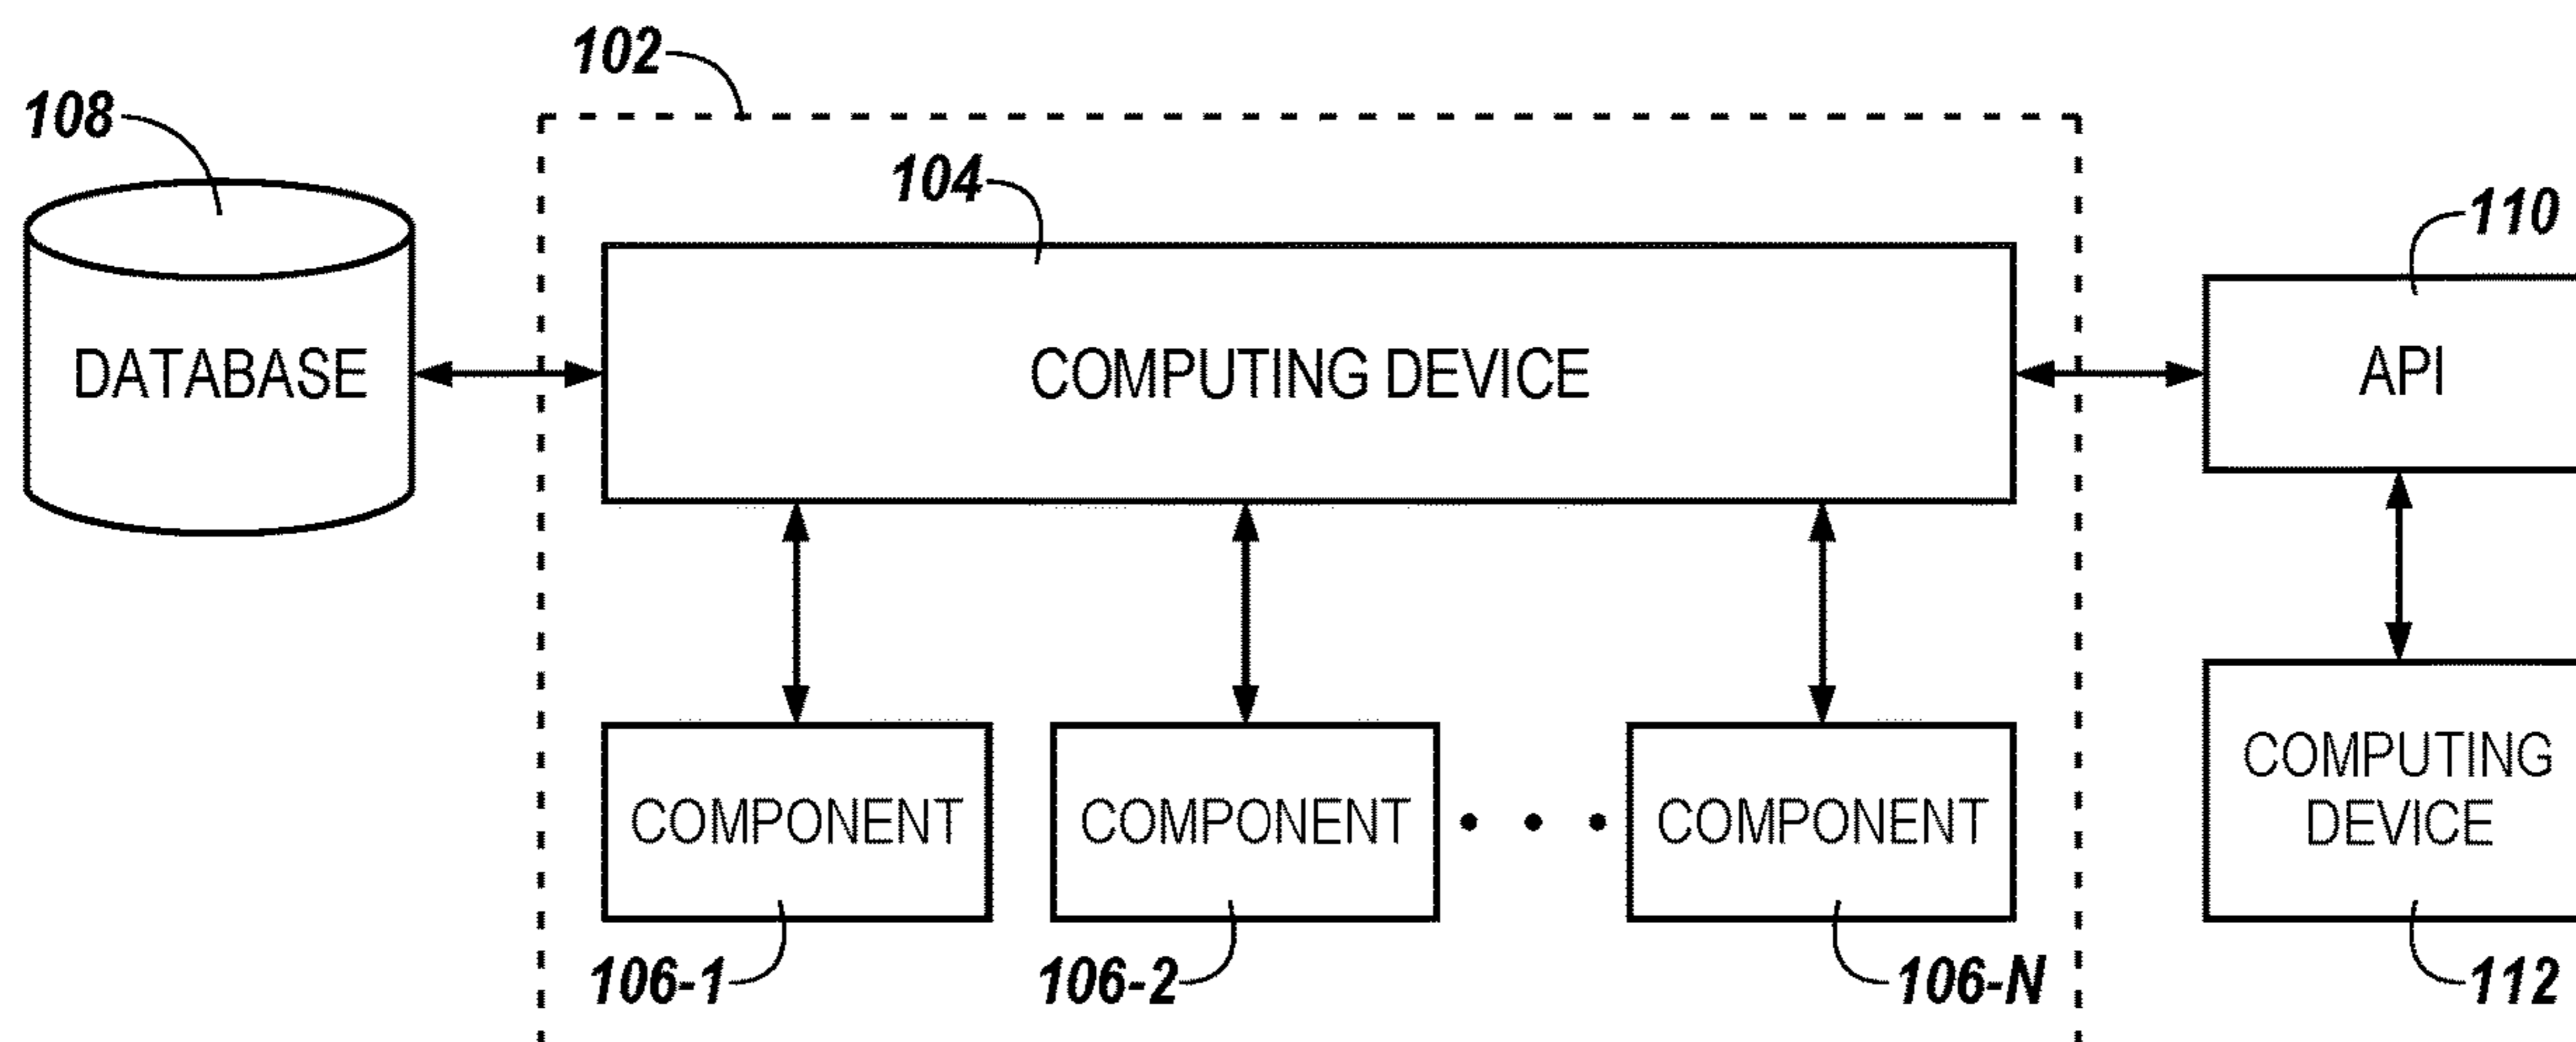 102
108
104
110
DATABASE
COMPUTING DEVICE
API
COMPONENT
COMPONENT
COMPONENT
COMPUTING
DEVICE
106-1
106-2
106-N
112